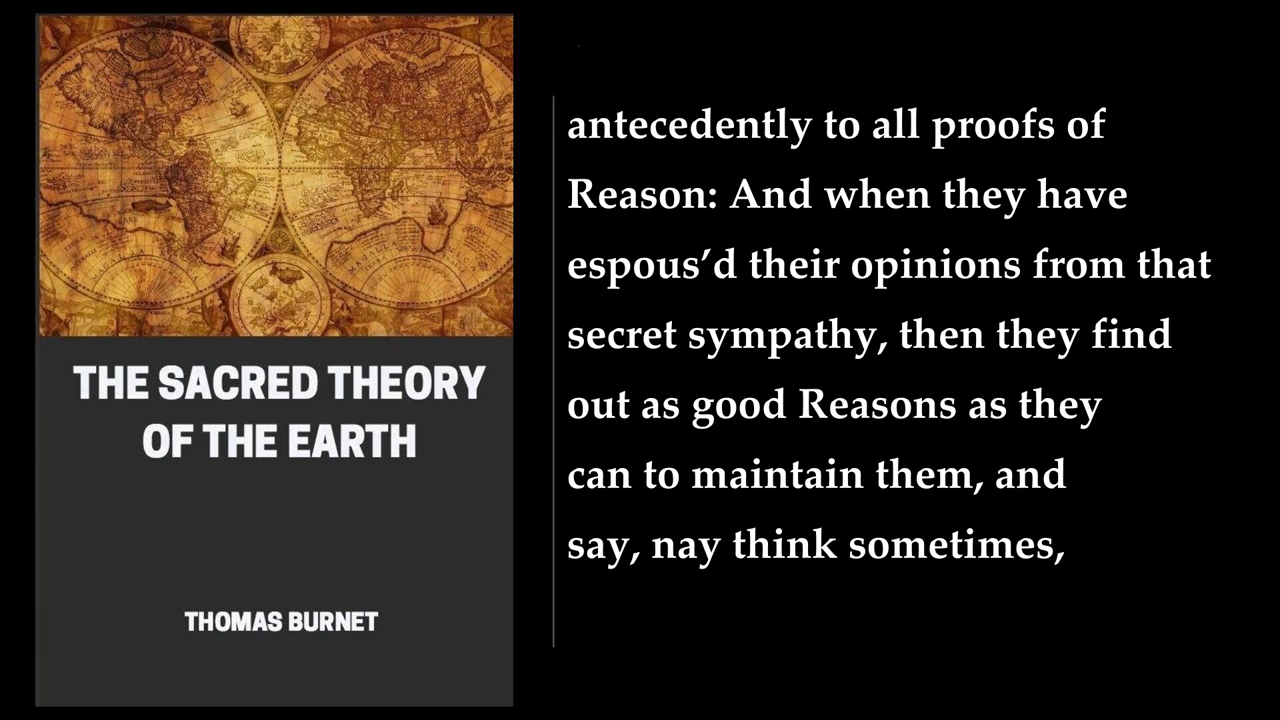 THE SACRED THEORY
OF THE EARTH
THOMAS BURNET
antecedently to all proofs of
Reason: And when they have
espous’d their opinions from that
secret sympathy, then they find
out as good Reasons as they
can to maintain them, and
say, nay think sometimes,